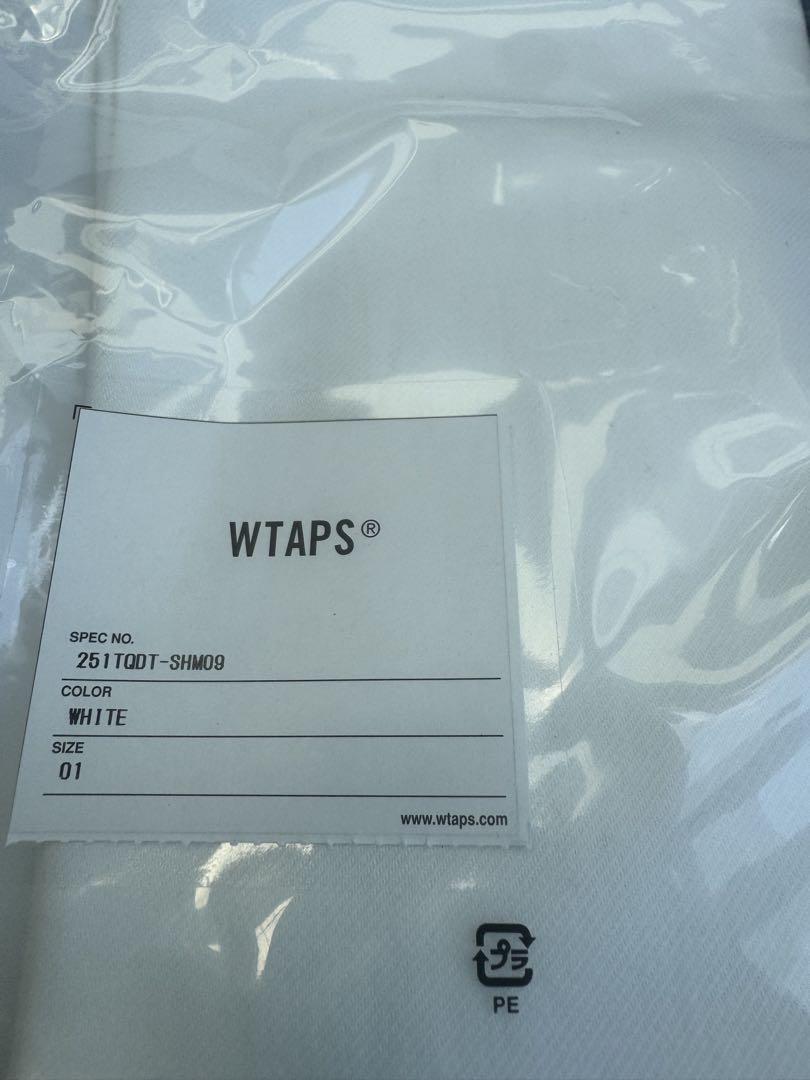 WTAPS®
SPEC NO.
251TQDT-SHM09
COLOR
WHITE
SIZE
01
www.wtaps.com
プラ
PE